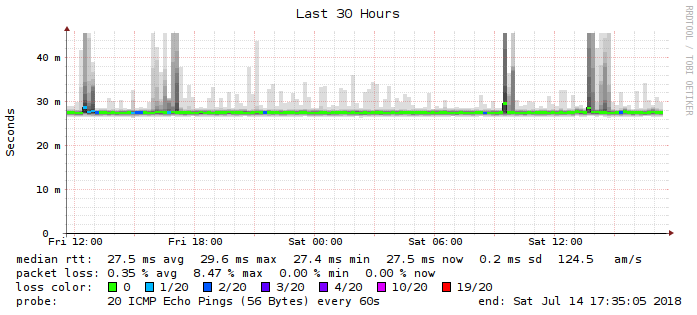 Last 30 Hours
RRDTOOL / TOBI OETIKER
Seconds
40 m
30 m
20 m
10 m
0
Fri 12:00 Fri 18:00 Sat 00:00 Sat 06:00 Sat 12:00
median rtt: 27.5 ms avg 29.6 ms max 27.4 ms min 27.5 ms now 0.2 ms sd 124.5 am/s
packet loss: 0.35 % avg 8.47 % max 0.00 % min 0.00 % now
loss color: 0 1/20 2/20 3/20 4/20 10/20 19/20
probe: 20 ICMP Echo Pings (56 Bytes) every 60s end: Sat Jul 14 17:35:05 2018